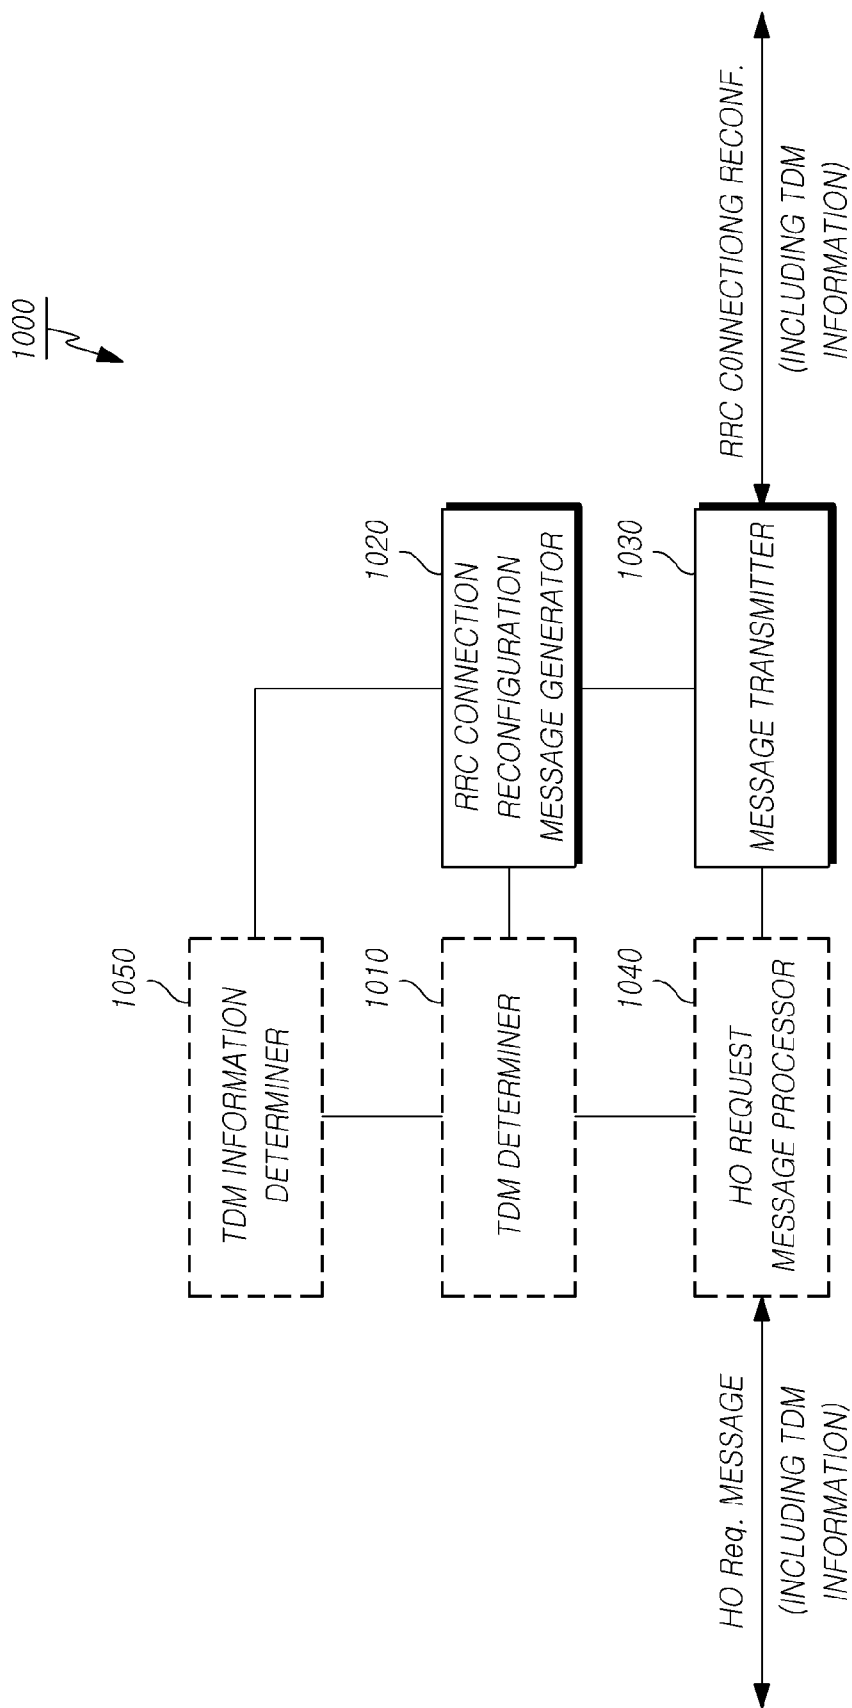 1000
1050
TDM INFORMATION
DETERMINER
1010
TDM DETERMINER
1020
RRC CONNECTION
RECONFIGURATION
MESSAGE GENERATOR
HO Req. MESSAGE
(INCLUDING TDM
INFORMATION)
1040
HO REQUEST
MESSAGE PROCESSOR
1030
MESSAGE TRANSMITTER
RRC CONNECTIONG RECONF.
(INCLUDING TDM
INFORMATION)